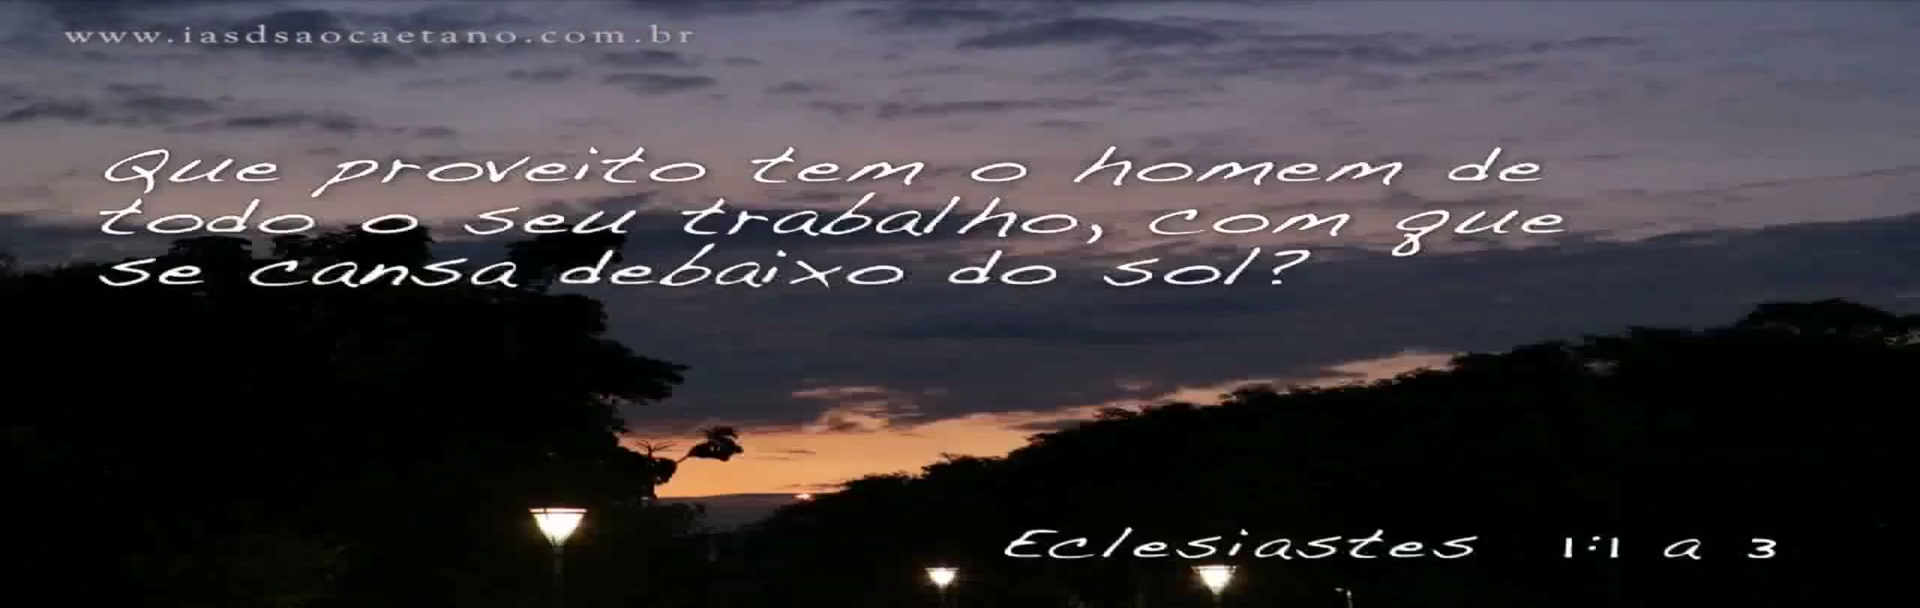 www.iasdsaocaetano.com.br
Que proveito tem o homem de
todo o seu trabalho, com que
se cansa debaixo do sol?
Eclesiastes 1:1 a 3